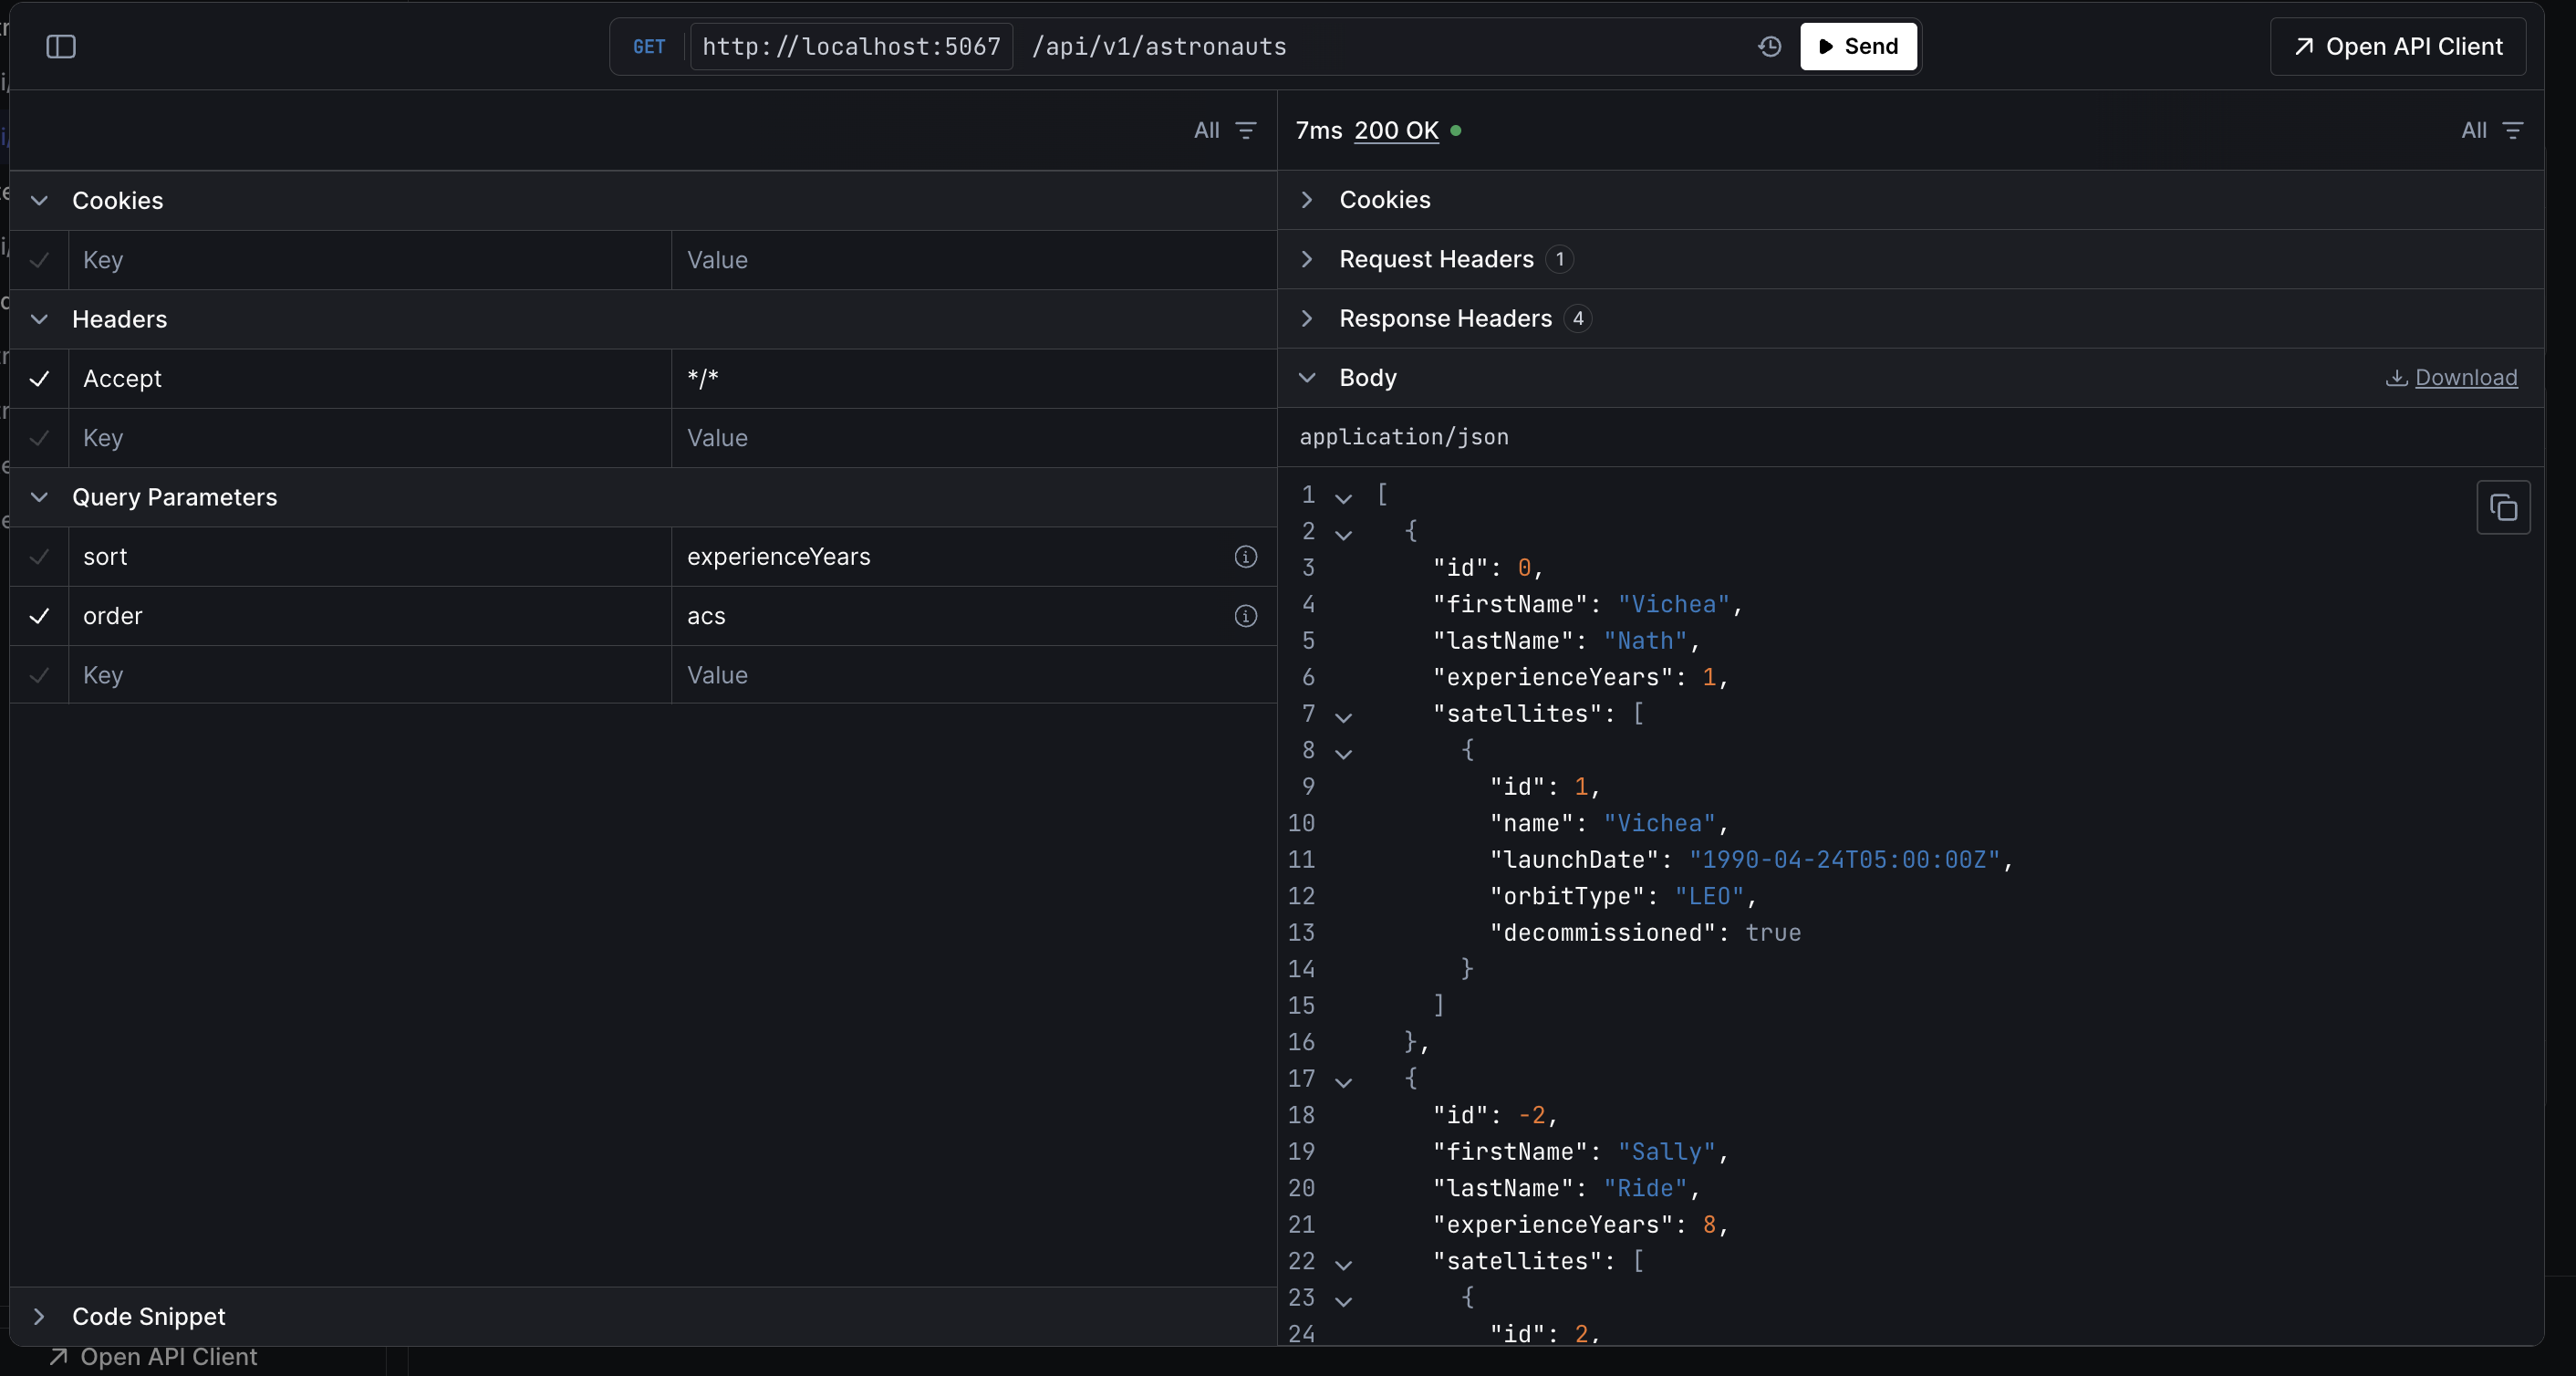 GET http://localhost:5067 /api/v1/astronauts Send Open API Client
All
7ms 200 OK All
Cookies
Key Value
Headers
Accept */*
Key Value
Query Parameters
sort experienceYears
order acs
Key Value
Code Snippet
Open API Client
Cookies
Request Headers 1
Response Headers 4
Body Download
application/json
1 [
2 {
3 "id": 0,
4 "firstName": "Vichea",
5 "lastName": "Nath",
6 "experienceYears": 1,
7 "satellites": [
8 {
9 "id": 1,
10 "name": "Vichea",
11 "launchDate": "1990-04-24T05:00:00Z",
12 "orbitType": "LEO",
13 "decommissioned": true
14 }
15 ]
16 },
17 {
18 "id": -2,
19 "firstName": "Sally",
20 "lastName": "Ride",
21 "experienceYears": 8,
22 "satellites": [
23 {
24 "id": 2,